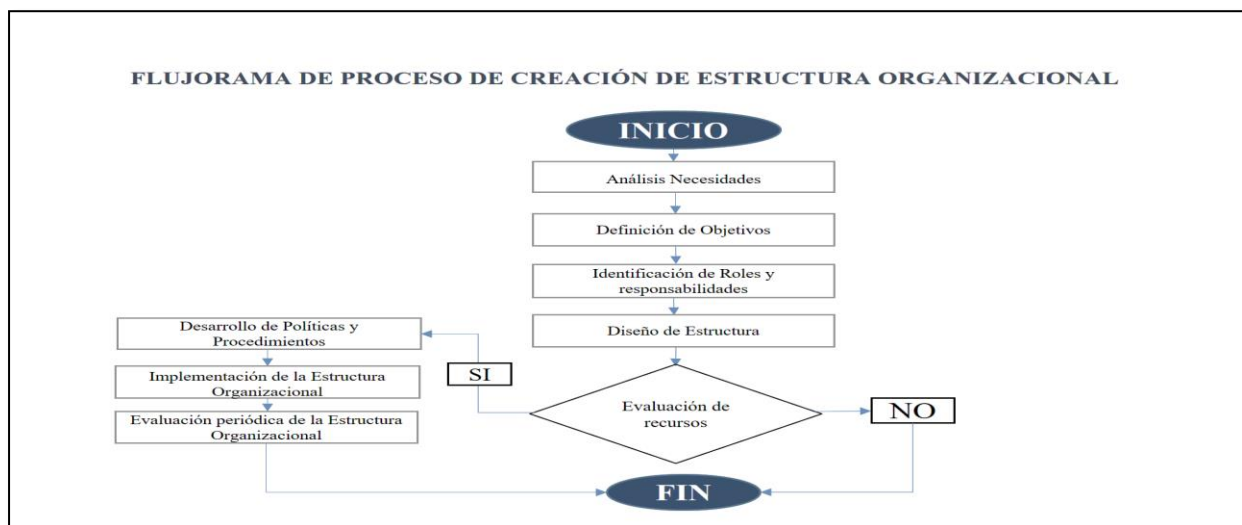 FLUJORAMA DE PROCESO DE CREACIÓN DE ESTRUCTURA ORGANIZACIONAL
INICIO
Análisis Necesidades
Definición de Objetivos
Identificación de Roles y
responsabilidades
Diseño de Estructura
Evaluación de
recursos
SI
Desarrollo de Políticas y
Procedimientos
Implementación de la Estructura
Organizacional
Evaluación periódica de la Estructura
Organizacional
NO
FIN